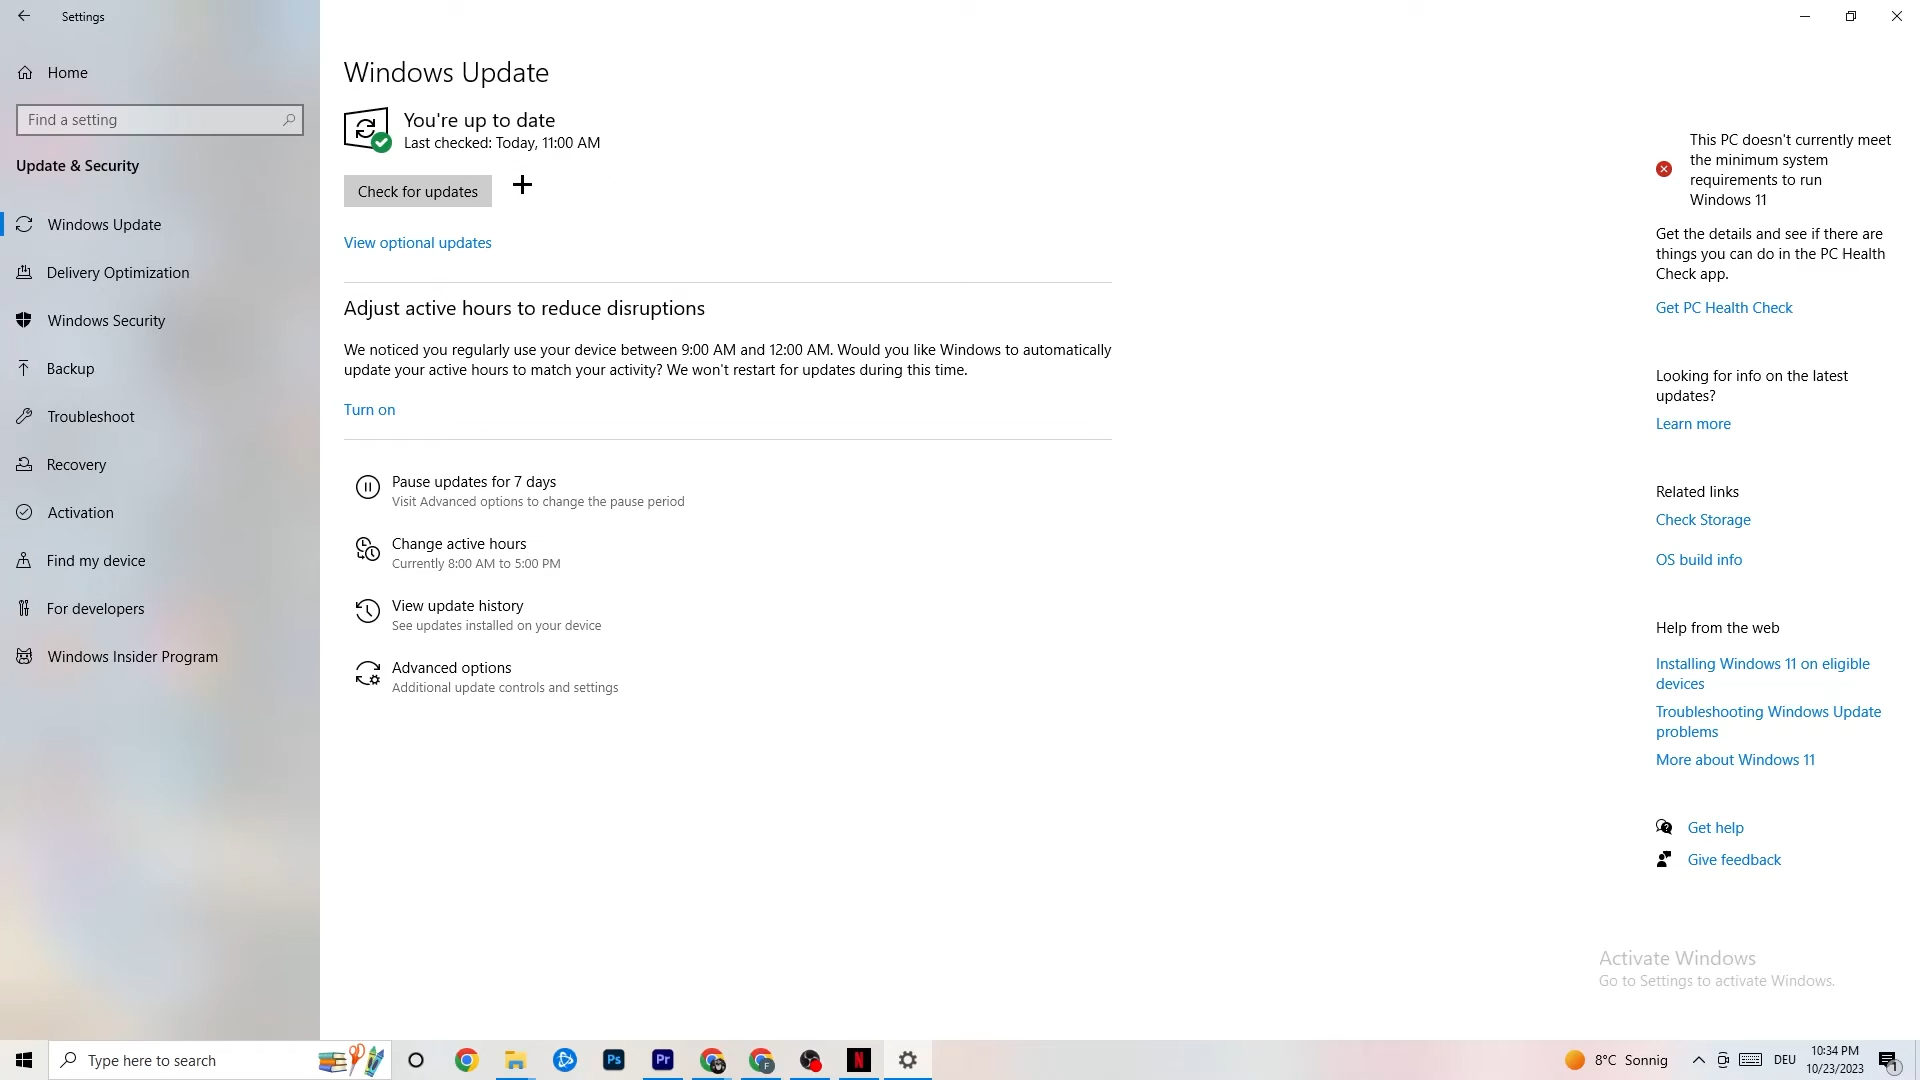 Settings
Home
Find a setting
Update & Security
Windows Update
Delivery Optimization
Windows Security
Backup
Troubleshoot
Recovery
Activation
Find my device
For developers
Windows Insider Program
Windows Update
You're up to date
Last checked: Today, 11:00 AM
Check for updates
View optional updates
Adjust active hours to reduce disruptions
We noticed you regularly use your device between 9:00 AM and 12:00 AM. Would you like Windows to automatically
update your active hours to match your activity? We won't restart for updates during this time.
Turn on
Pause updates for 7 days
Visit Advanced options to change the pause period
Change active hours
Currently 8:00 AM to 5:00 PM
View update history
See updates installed on your device
Advanced options
Additional update controls and settings
This PC doesn't currently meet
the minimum system
requirements to run
Windows 11
Get the details and see if there are
things you can do in the PC Health
Check app.
Get PC Health Check
Looking for info on the latest
updates?
Learn more
Related links
Check Storage
OS build info
Help from the web
Installing Windows 11 on eligible
devices
Troubleshooting Windows Update
problems
More about Windows 11
Get help
Give feedback
Activate Windows
Go to Settings to activate Windows.
Type here to search
Ps
Pr
F
N
8°C Sonnig
DEU
10:34 PM
10/23/2023
1